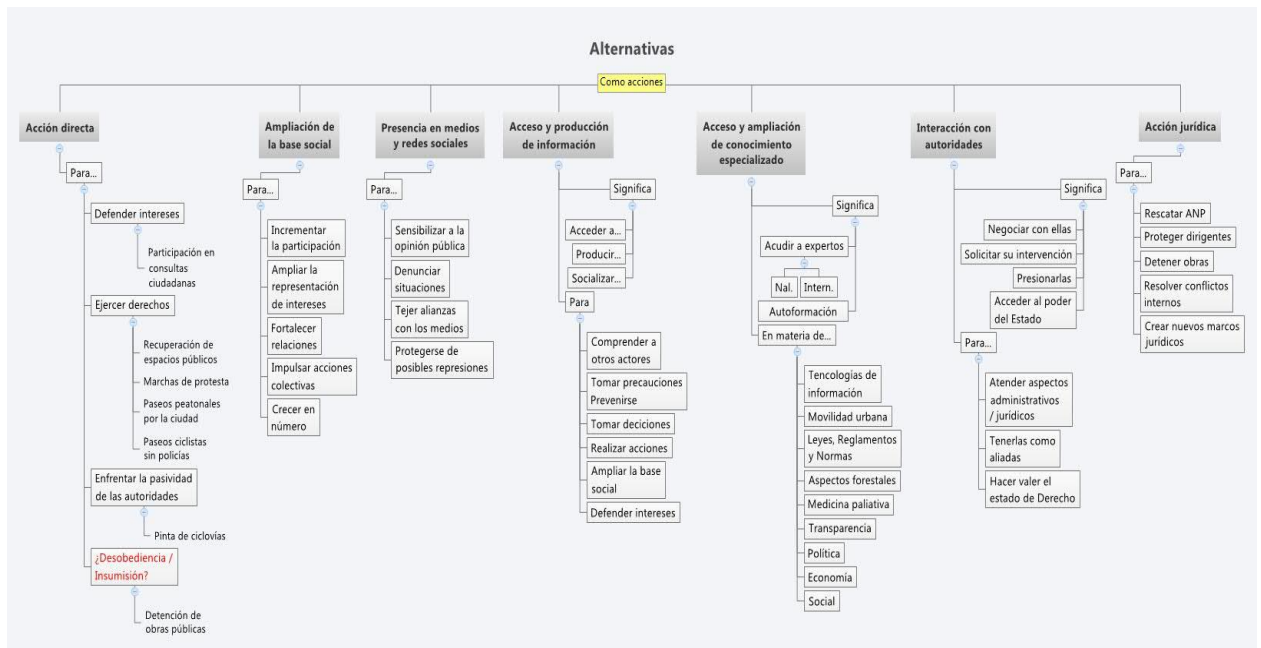 Alternativas
Como acciones
Acción directa
Para...
Defender intereses
Participación en
consultas
ciudadanas
Ejercer derechos
Recuperación de
espacios públicos
Marchas de protesta
Paseos peatonales
por la ciudad
Paseos ciclistas
sin policías
Enfrentar la pasividad
de las autoridades
Pinta de ciclovías
¿Desobediencia /
Insumisión?
Detención de
obras públicas
Ampliación de
la base social
Para...
Incrementar
la participación
Ampliar la
representación
de intereses
Fortalecer
relaciones
Impulsar acciones
colectivas
Crecer en
número
Presencia en medios
y redes sociales
Para...
Sensibilizar a la
opinión pública
Denunciar
situaciones
Tejer alianzas
con los medios
Protegerse de
posibles represiones
Acceso y producción
de información
Significa
Acceder a...
Producir...
Socializar...
Para
Comprender a
otros actores
Tomar precauciones
Prevenirse
Tomar decisiones
Realizar acciones
Ampliar la base
social
Defender intereses
Acceso y ampliación
de conocimiento
especializado
Significa
Acudir a expertos
Nal.
Intern.
Autoformación
En materia de...
Tencologías de
información
Movilidad urbana
Leyes, Reglamentos
y Normas
Aspectos forestales
Medicina paliativa
Transparencia
Política
Economía
Social
Interacción con
autoridades
Significa
Negociar con ellas
Solicitar su intervención
Presionarlas
Acceder al poder
del Estado
Para...
Atender aspectos
administrativos
/ jurídicos
Tenerlas como
aliadas
Hacer valer el
estado de Derecho
Acción jurídica
Para...
Rescatar ANP
Proteger dirigentes
Detener obras
Resolver conflictos
internos
Crear nuevos marcos
jurídicos